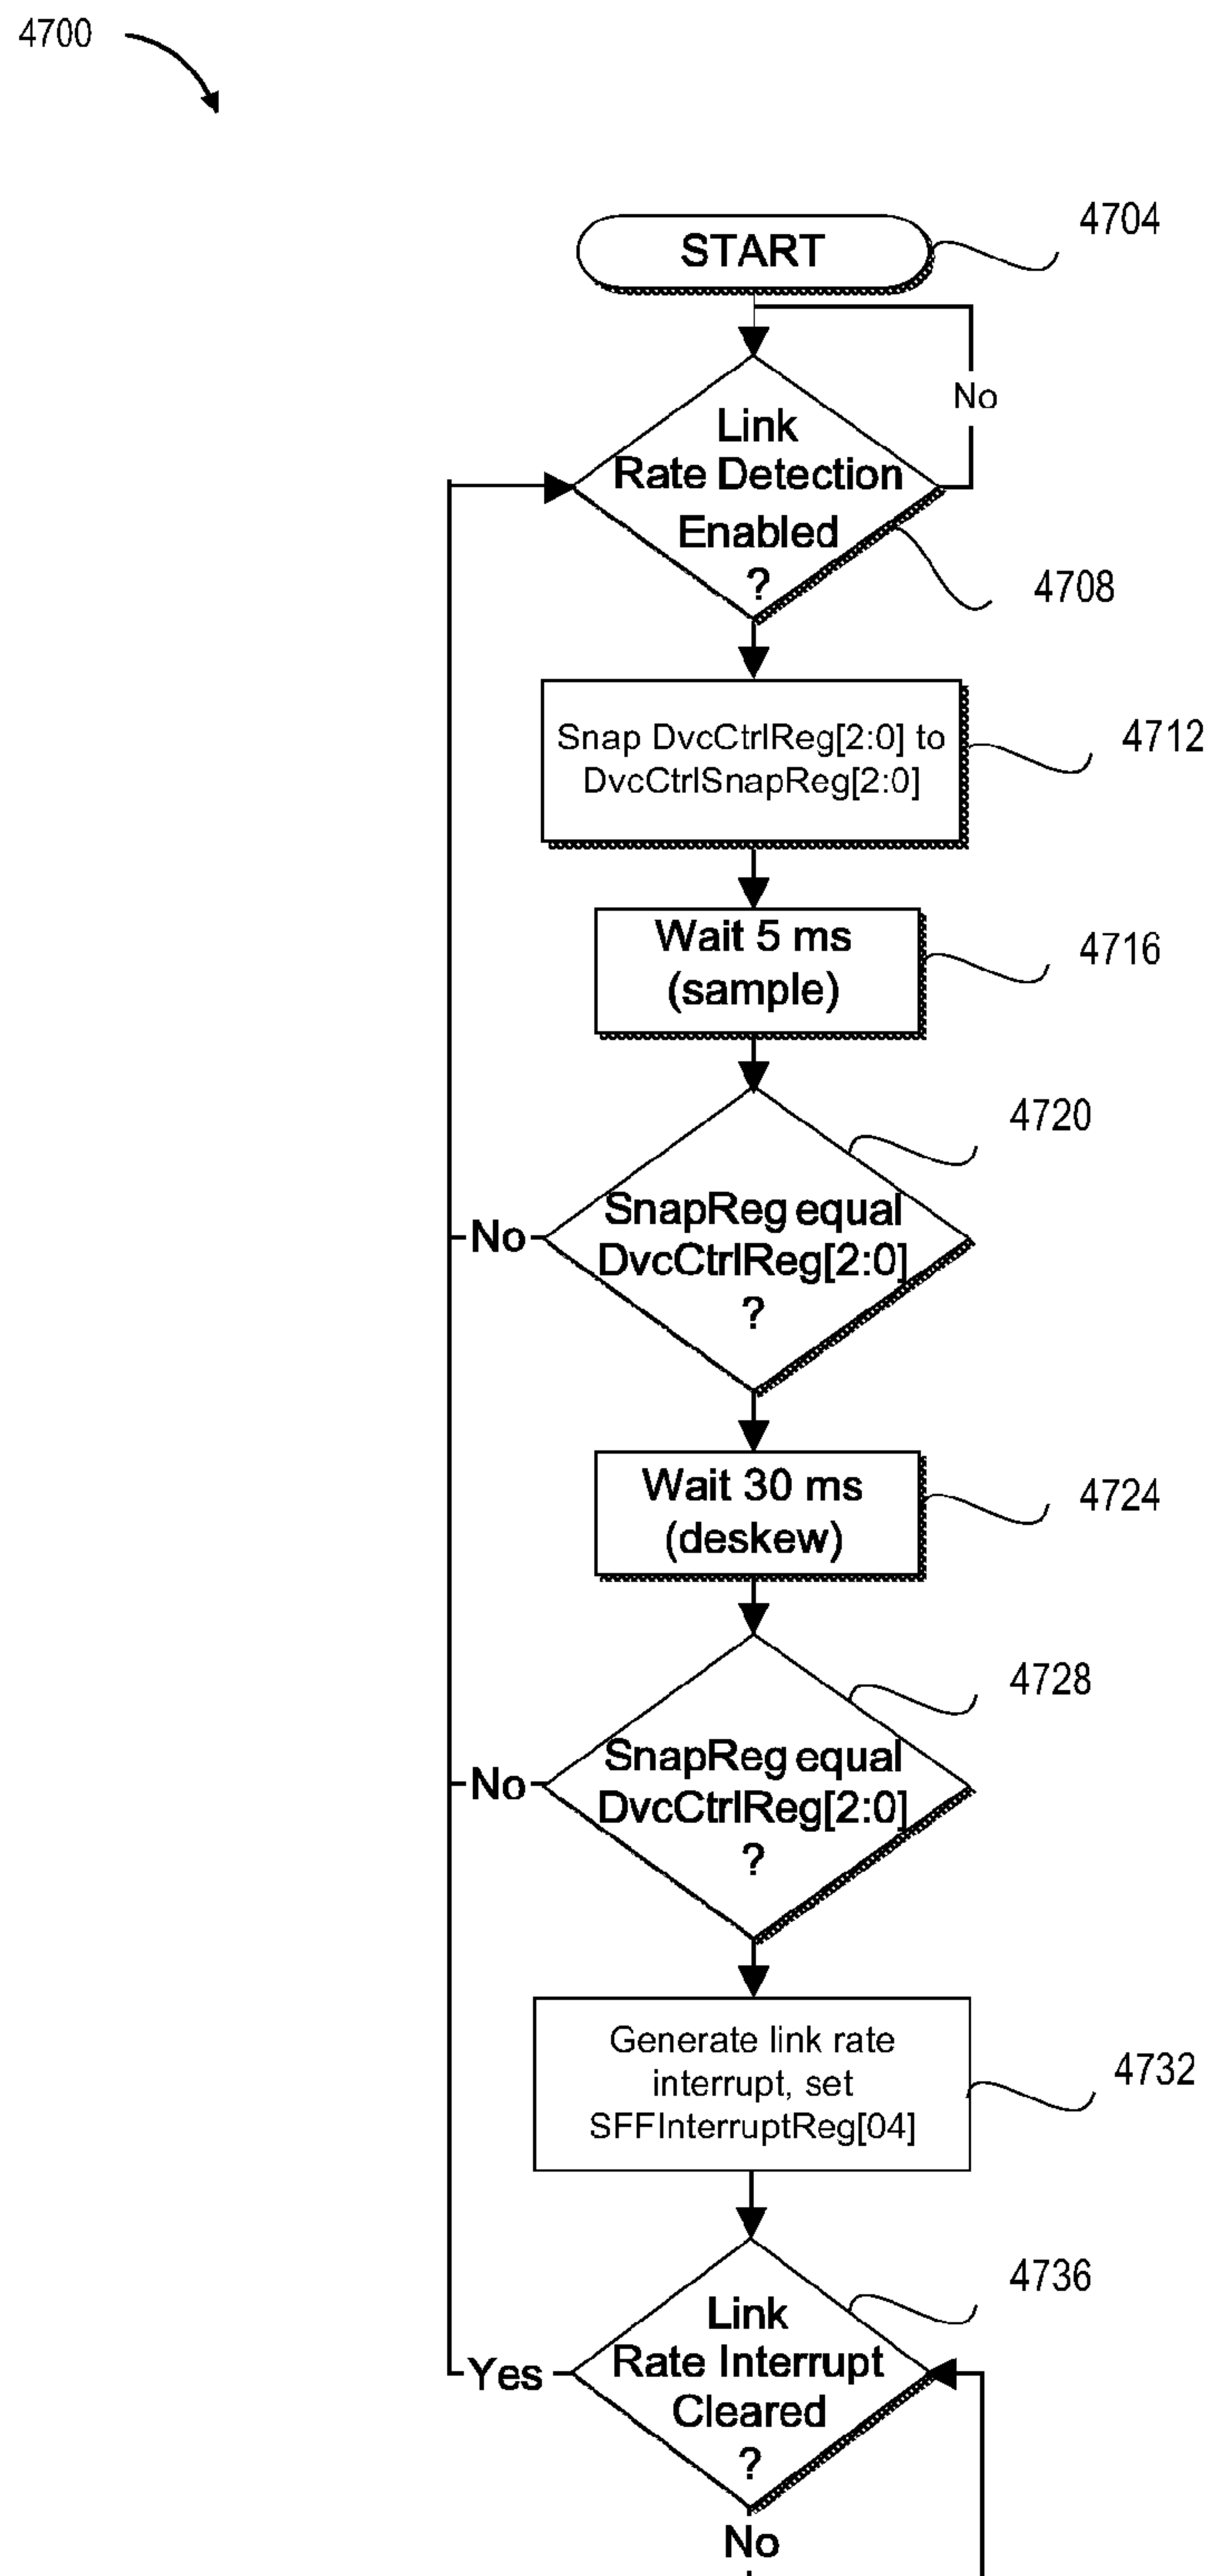 4700
START
4704
No
Link
Rate Detection
Enabled
?
4708
Snap DvcCtrlReg[2:0] to
DvcCtrlSnapReg[2:0]
4712
Wait 5 ms
(sample)
4716
4720
SnapReg equal
DvcCtrlReg[2:0]
?
No
Wait 30 ms
(deskew)
4724
4728
SnapReg equal
DvcCtrlReg[2:0]
?
No
Generate link rate
interrupt, set
SFFInterruptReg[04]
4732
4736
Link
Rate Interrupt
Cleared
?
Yes
No